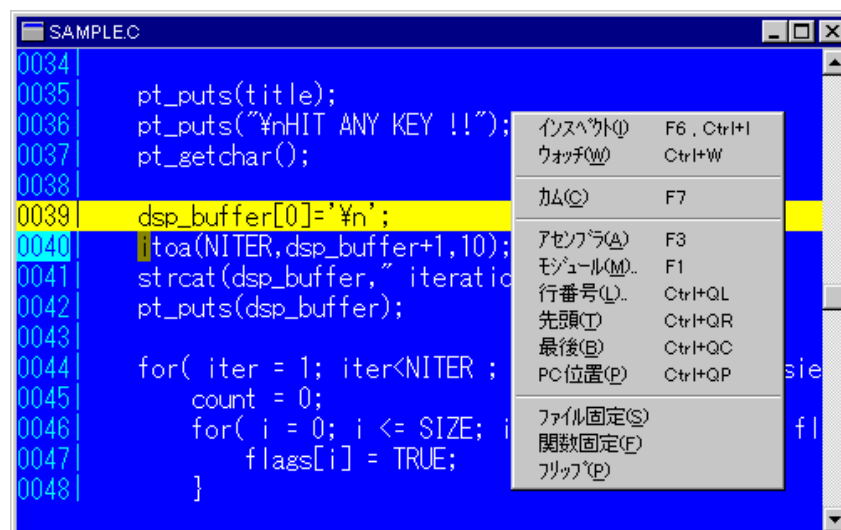 SAMPLE.C
0034
0035 pt_puts(title);
0036 pt_puts("¥nHIT ANY KEY !!");
0037 pt_getchar();
0038
0039 dsp_buffer[0]='¥n';
0040 itoa(NITER,dsp_buffer+1,10);
0041 strcat(dsp_buffer," iteratio
0042 pt_puts(dsp_buffer);
0043
0044 for( iter = 1; iter<NITER ; sie
0045 count = 0;
0046 for( i = 0; i <= SIZE; i fl
0047 flags[i] = TRUE;
0048 }
インスペクト(I) F6 , Ctrl+I
ウォッチ(W) Ctrl+W
カム(C) F7
アセンブラ(A) F3
モジュール(M).. F1
行番号(L).. Ctrl+QL
先頭(T) Ctrl+QR
最後(B) Ctrl+QC
PC位置(P) Ctrl+QP
ファイル固定(S)
関数固定(F)
フリップ(P)